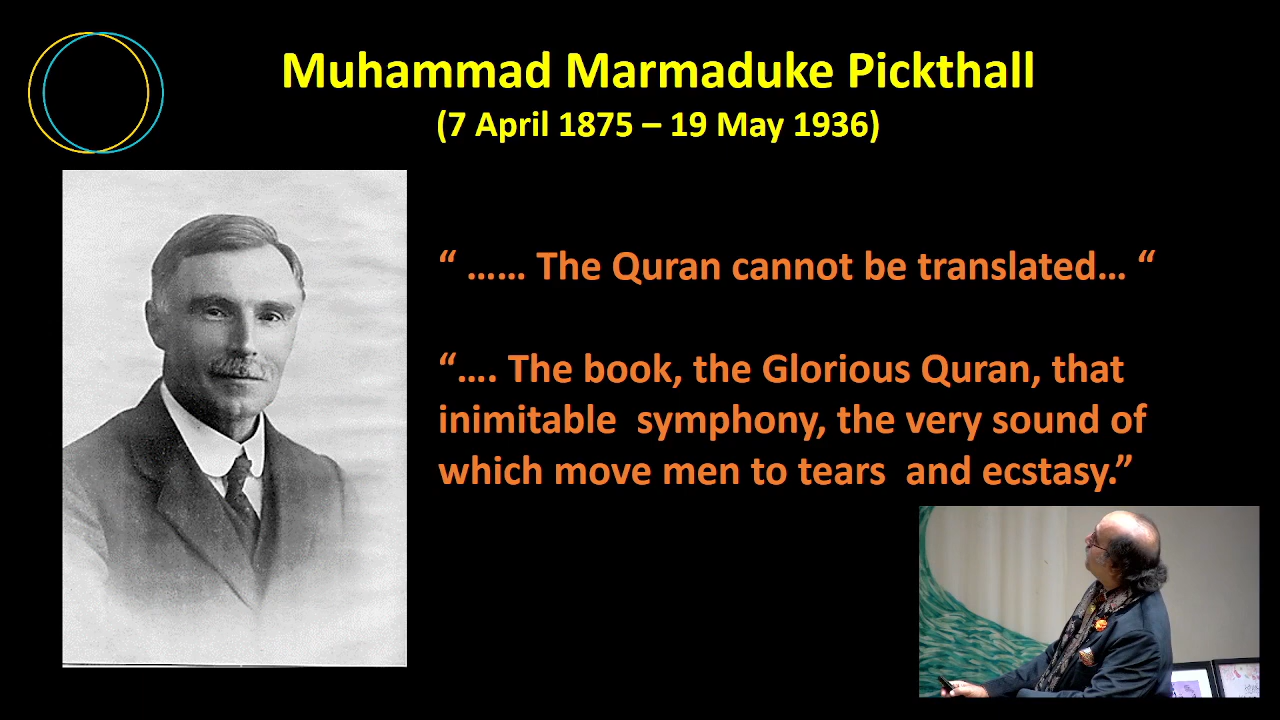 Muhammad Marmaduke Pickthall
(7 April 1875 – 19 May 1936)
“ …… The Quran cannot be translated… “
“…. The book, the Glorious Quran, that
inimitable  symphony, the very sound of
which move men to tears  and ecstasy.”